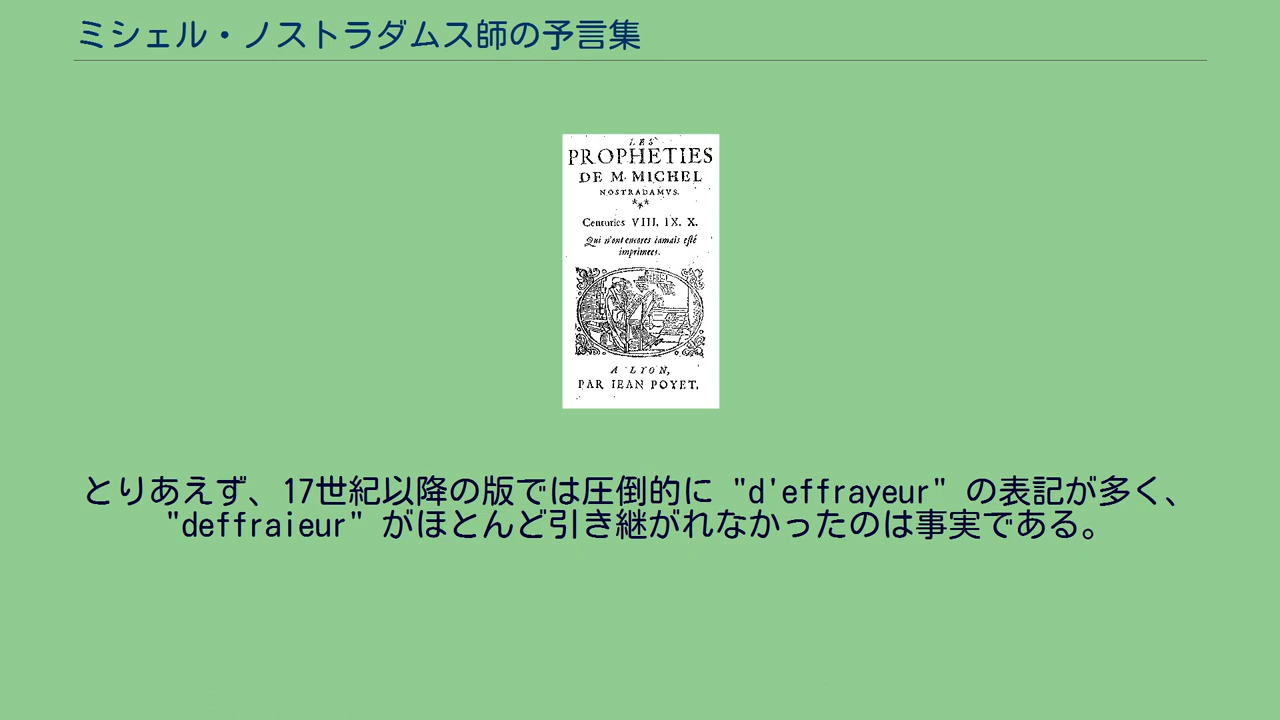 ミシェル・ノストラダムス師の予言集
LES
PROPHETIES
DE M. MICHEL
NOSTRADAMVS.
Centuries VIII. IX. X.
Qui n'ont encores iamais esté
imprimees.
A LYON,
PAR IEAN POYET.
とりあえず、17世紀以降の版では圧倒的に "d'effrayeur" の表記が多く、
"deffraieur" がほとんど引き継がれなかったのは事実である。